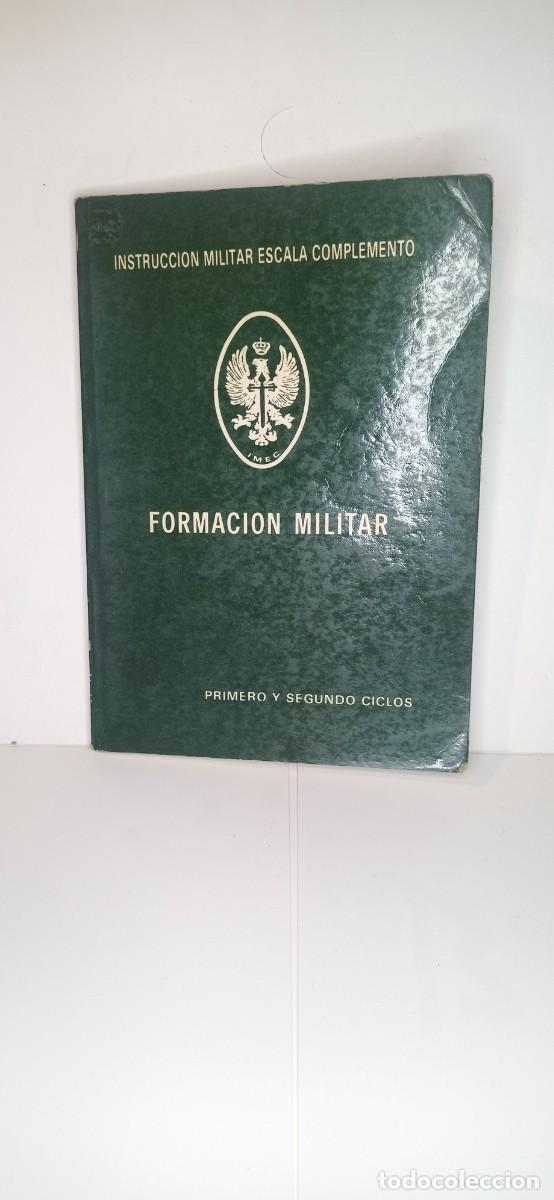 INSTRUCCION MILITAR ESCALA COMPLEMENTO
IMEC
FORMACION MILITAR
PRIMERO Y SEGUNDO CICLOS
todocoleccion